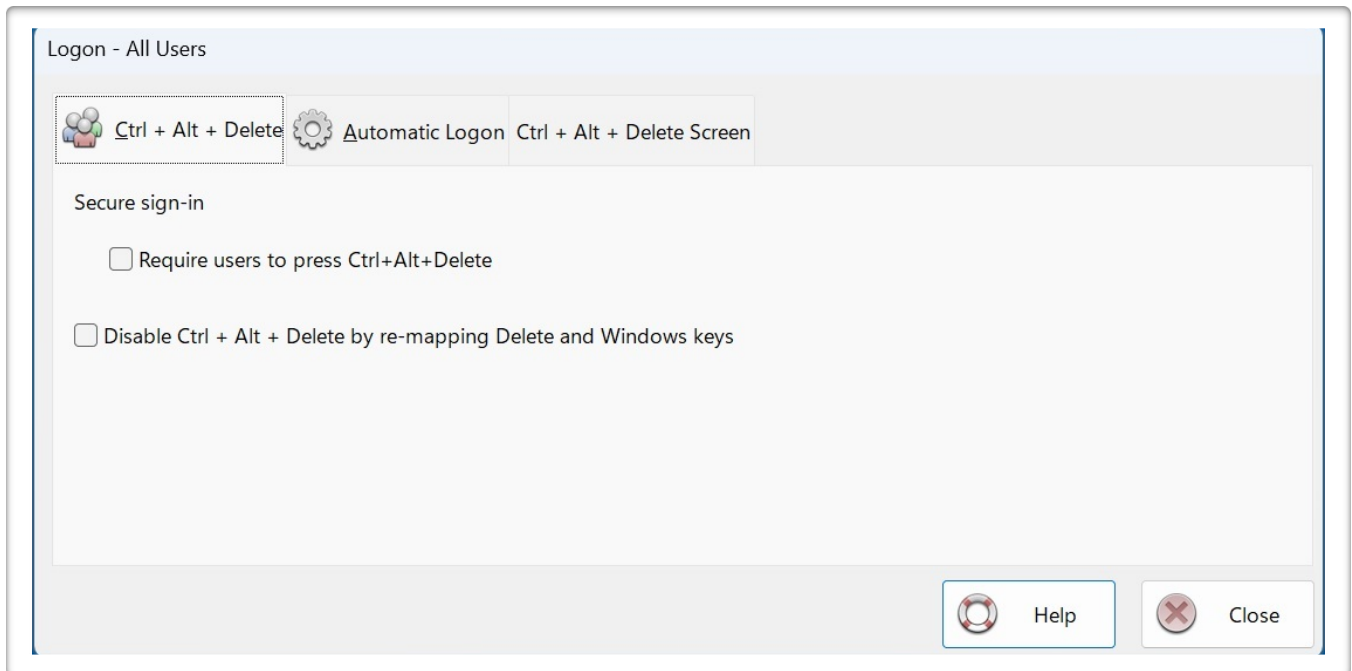 Logon - All Users
Ctrl + Alt + Delete Automatic Logon Ctrl + Alt + Delete Screen
Secure sign-in
Require users to press Ctrl+Alt+Delete
Disable Ctrl + Alt + Delete by re-mapping Delete and Windows keys
Help Close